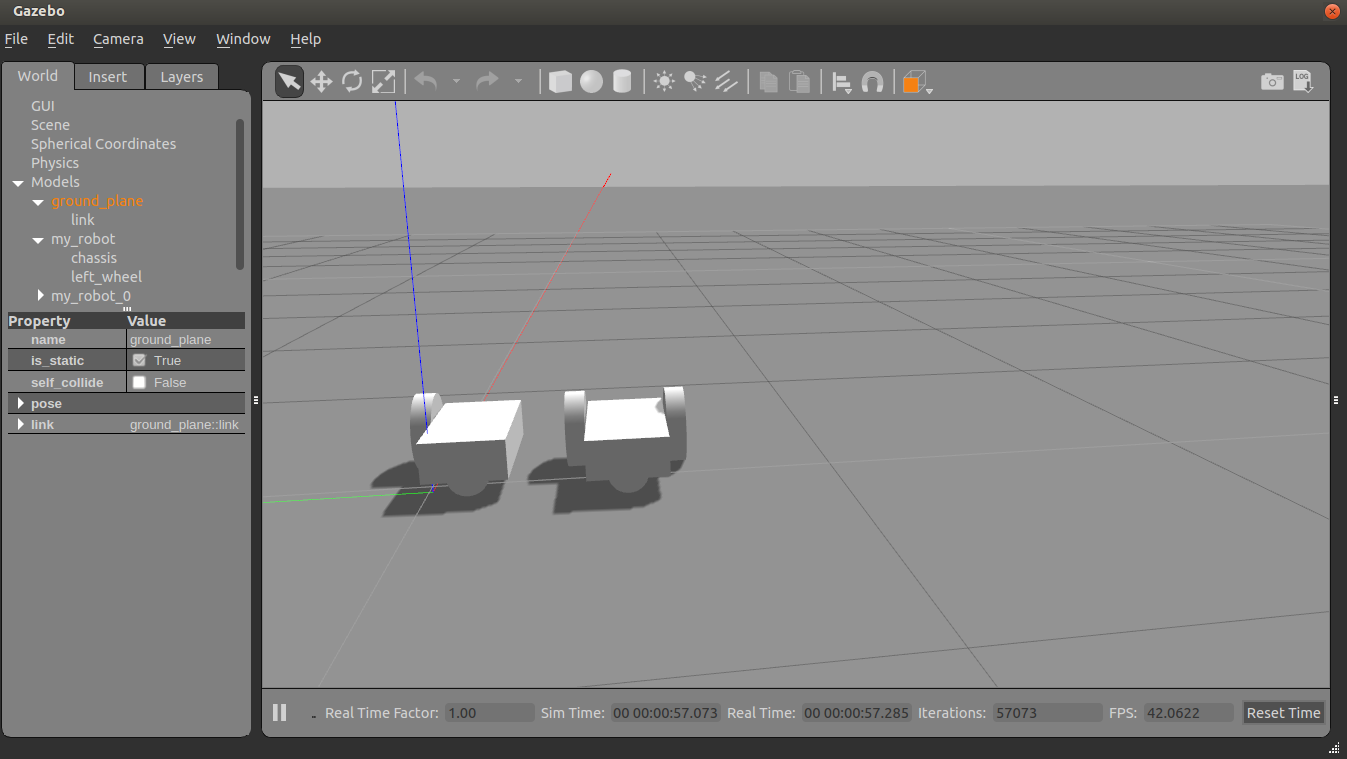 Gazebo
File Edit Camera View Window Help
World Insert Layers
GUI
Scene
Spherical Coordinates
Physics
Models
ground_plane
link
my_robot
chassis
left_wheel
my_robot_0
Property Value
name ground_plane
is_static True
self_collide False
pose
link ground_plane::link
LOG
Real Time Factor: 1.00 Sim Time: 00 00:00:57.073 Real Time: 00 00:00:57.285 Iterations: 57073 FPS: 42.0622 Reset Time